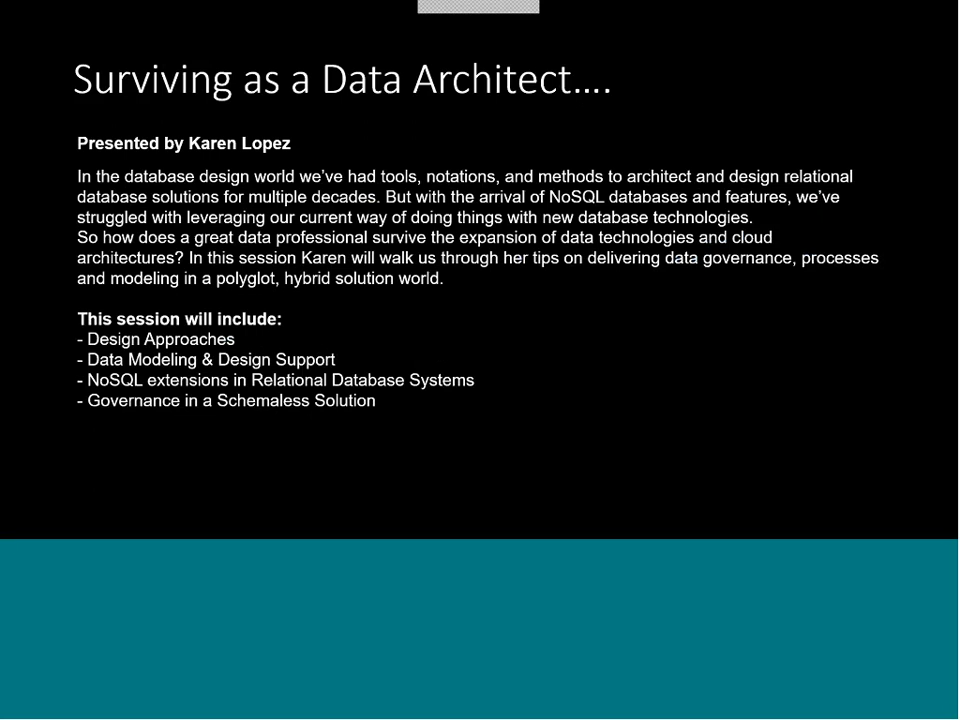 Surviving as a Data Architect....
Presented by Karen Lopez
In the database design world we've had tools, notations, and methods to architect and design relational
database solutions for multiple decades. But with the arrival of NoSQL databases and features, we've
struggled with leveraging our current way of doing things with new database technologies.
So how does a great data professional survive the expansion of data technologies and cloud
architectures? In this session Karen will walk us through her tips on delivering data governance, processes
and modeling in a polyglot, hybrid solution world.
This session will include:
- Design Approaches
- Data Modeling & Design Support
- NoSQL extensions in Relational Database Systems
- Governance in a Schemaless Solution